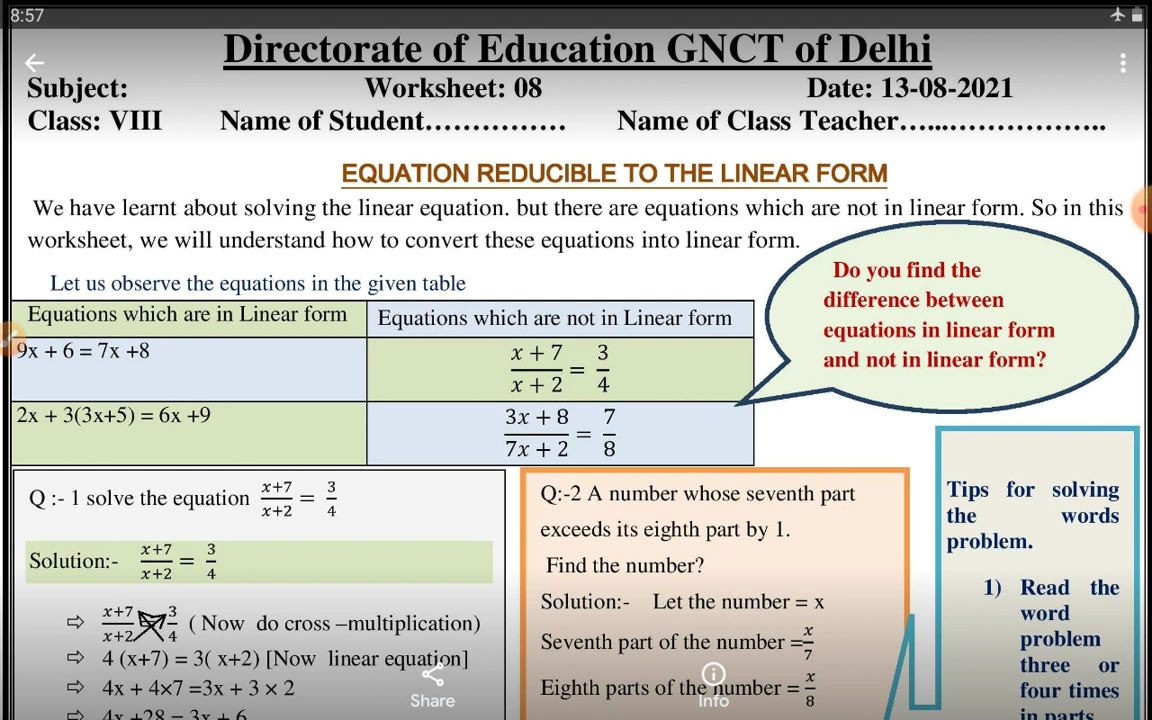 8:57
Directorate of Education GNCT of Delhi
Subject: Worksheet: 08 Date: 13-08-2021
Class: VIII Name of Student…………… Name of Class Teacher…...……………..
EQUATION REDUCIBLE TO THE LINEAR FORM
We have learnt about solving the linear equation. but there are equations which are not in linear form. So in this
worksheet, we will understand how to convert these equations into linear form.
Let us observe the equations in the given table
Equations which are in Linear form
Equations which are not in Linear form
9x + 6 = 7x +8
x + 7 / x + 2 = 3 / 4
2x + 3(3x+5) = 6x +9
3x + 8 / 7x + 2 = 7 / 8
Do you find the
difference between
equations in linear form
and not in linear form?
Q :- 1 solve the equation x+7 / x+2 = 3 / 4
Solution:- x+7 / x+2 = 3 / 4
⇨ x+7 / x+2 = 3 / 4 ( Now do cross –multiplication)
⇨ 4 (x+7) = 3( x+2) [Now linear equation]
⇨ 4x + 4×7 =3x + 3 × 2
⇨ 4x +28 = 3x + 6
Q:-2 A number whose seventh part
exceeds its eighth part by 1.
Find the number?
Solution:- Let the number = x
Seventh part of the number = x / 7
Eighth parts of the number = x / 8
Tips for solving
the words
problem.
1) Read the
word
problem
three or
four times
in parts
Share
Info